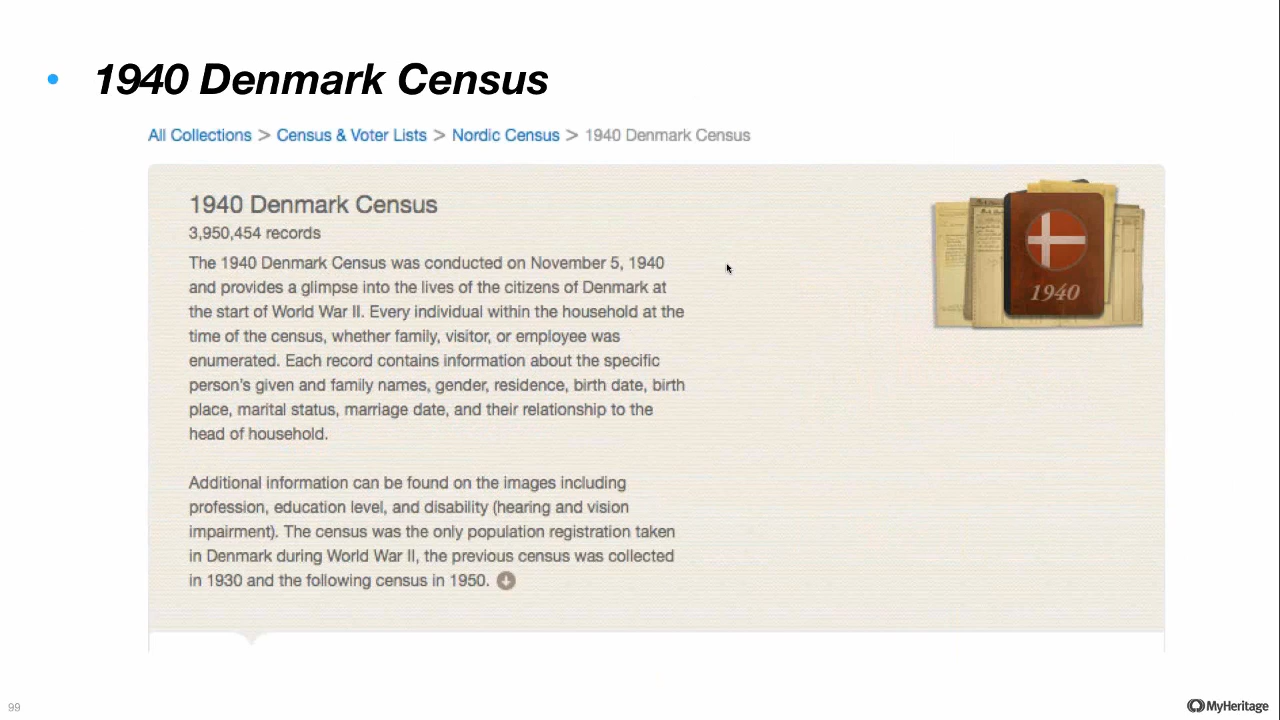 • 1940 Denmark Census
All Collections > Census & Voter Lists > Nordic Census > 1940 Denmark Census
1940 Denmark Census
3,950,454 records
The 1940 Denmark Census was conducted on November 5, 1940
and provides a glimpse into the lives of the citizens of Denmark at
the start of World War II. Every individual within the household at the
time of the census, whether family, visitor, or employee was
enumerated. Each record contains information about the specific
person's given and family names, gender, residence, birth date, birth
place, marital status, marriage date, and their relationship to the
head of household.
Additional information can be found on the images including
profession, education level, and disability (hearing and vision
impairment). The census was the only population registration taken
in Denmark during World War II, the previous census was collected
in 1930 and the following census in 1950.
1940
99
MyHeritage